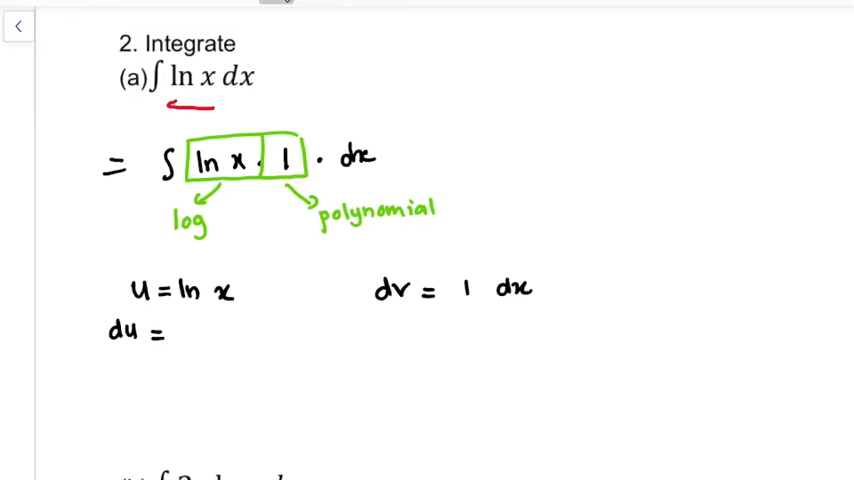 2. Integrate
(a) ∫ ln x dx
= ∫ ln x · 1 · dx
log polynomial
u = ln x dv = 1 dx
du =